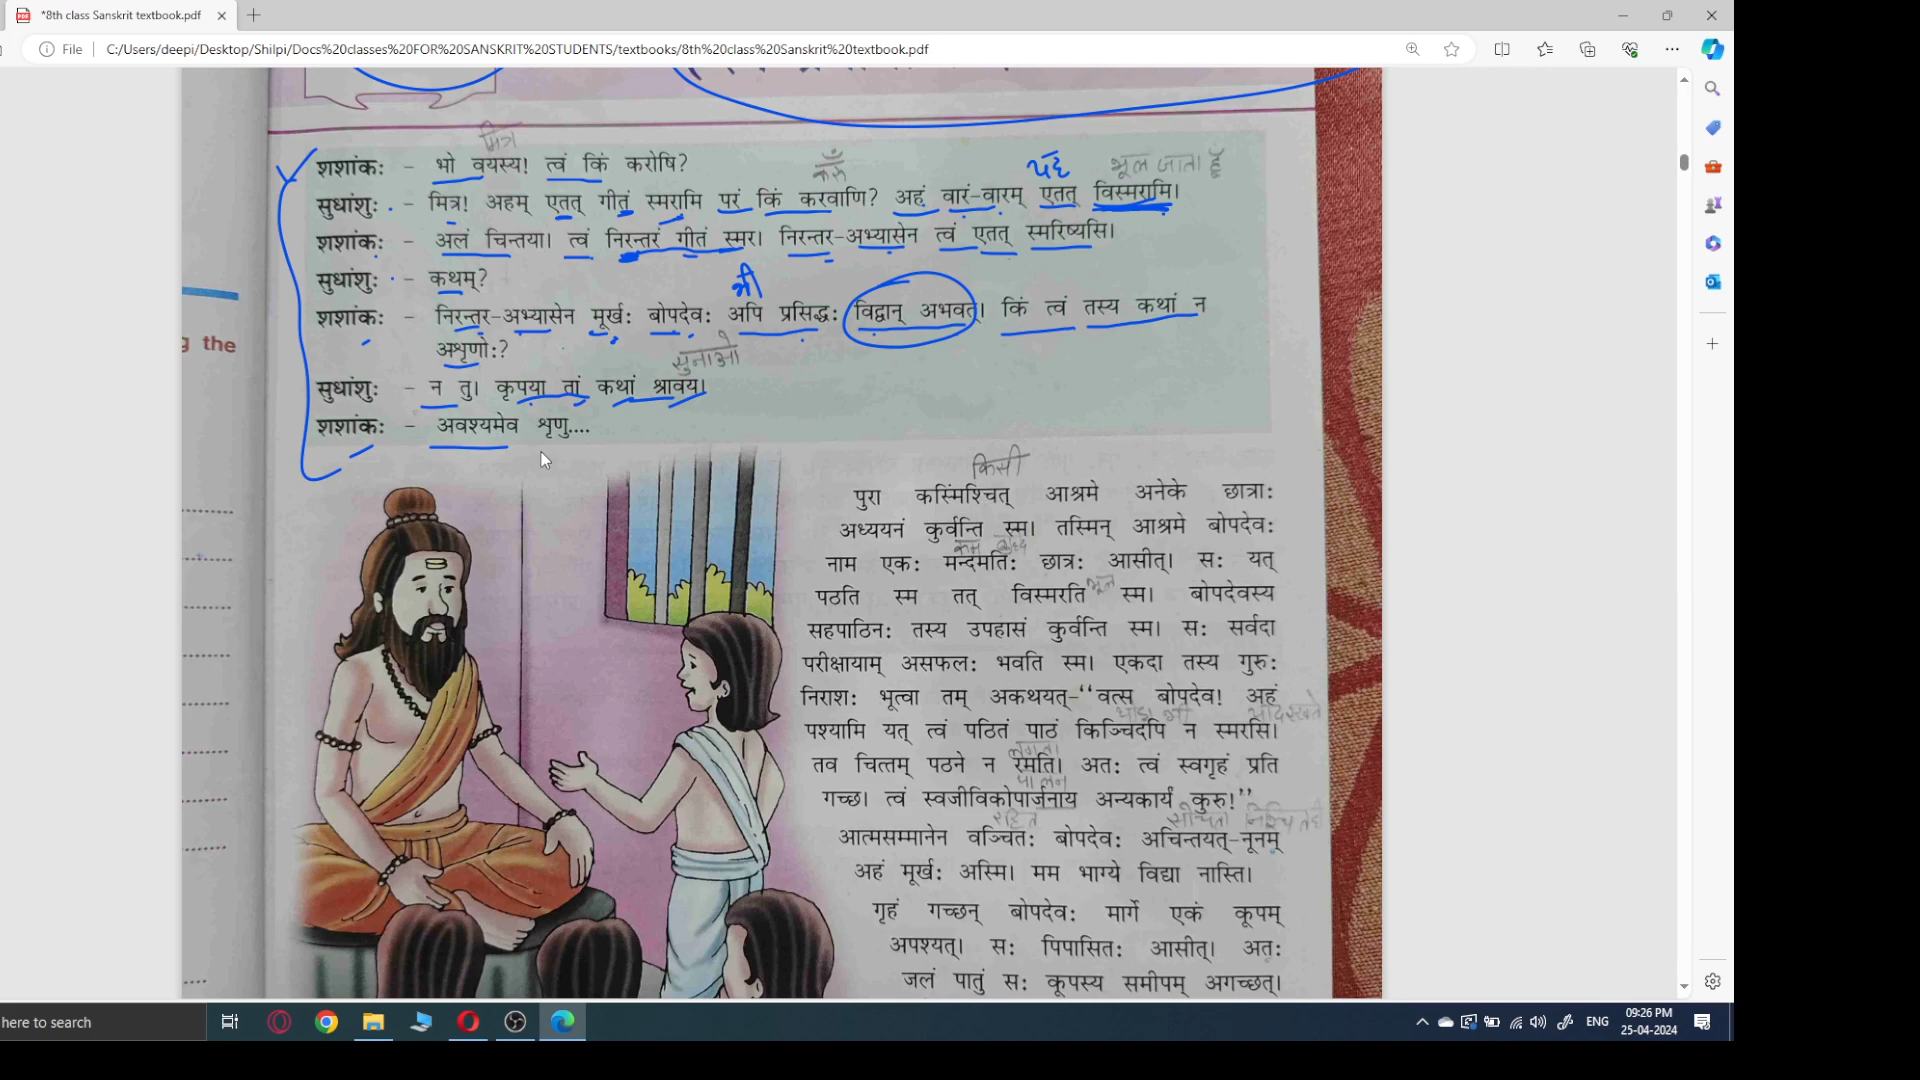 *8th class Sanskrit textbook.pdf
File
C:/Users/deepi/Desktop/Shilpi/Docs%20classes%20FOR%20SANSKRIT%20STUDENTS/textbooks/8th%20class%20Sanskrit%20textbook.pdf
मित्र
शशांकः - भो वयस्य! त्वं किं करोषि?
करूँ यह भूल जाता हूँ
सुधांशुः - मित्र! अहम् एतत् गीतं स्मरामि परं किं करवाणि? अहं वारं-वारम् एतत् विस्मरामि।
शशांकः - अलं चिन्तया। त्वं निरन्तरं गीतं स्मर। निरन्तर-अभ्यासेन त्वं एतत् स्मरिष्यसि।
सुधांशुः - कथम्?
भी
शशांकः - निरन्तर-अभ्यासेन मूर्खः बोपदेवः अपि प्रसिद्धः विद्वान् अभवत्। किं त्वं तस्य कथां न
g the
अशृणोः?
सुनाओ
सुधांशुः - न तु। कृपया तां कथां श्रावय।
शशांकः - अवश्यमेव शृणु....
किसी
पुरा कस्मिंश्चित् आश्रमे अनेके छात्राः
अध्ययनं कुर्वन्ति स्म। तस्मिन् आश्रमे बोपदेवः
कम बुद्धि
नाम एकः मन्दमतिः छात्रः आसीत्। सः यत्
भूल
पठति स्म तत् विस्मरति स्म। बोपदेवस्य
सहपाठिनः तस्य उपहासं कुर्वन्ति स्म। सः सर्वदा
परीक्षायाम् असफलः भवति स्म। एकदा तस्य गुरुः
निराशः भूत्वा तम् अकथयत्-“वत्स बोपदेव! अहं
थोड़ा भी याद रखते
पश्यामि यत् त्वं पठितं पाठं किञ्चिदपि न स्मरसि।
लगता
तव चित्तम् पठने न रमति। अतः त्वं स्वगृहं प्रति
पालन
गच्छ। त्वं स्वजीविकोपार्जनाय अन्यकार्यं कुरु!”
रहित सोचता निश्चित ही
आत्मसम्मानेन वञ्चितः बोपदेवः अचिन्तयत्-नूनम्
अहं मूर्खः अस्मि। मम भाग्ये विद्या नास्ति।
गृहं गच्छन् बोपदेवः मार्गे एकं कूपम्
अपश्यत्। सः पिपासितः आसीत्। अतः
जलं पातुं सः कूपस्य समीपम् अगच्छत्।
here to search
ENG
09:26 PM
25-04-2024